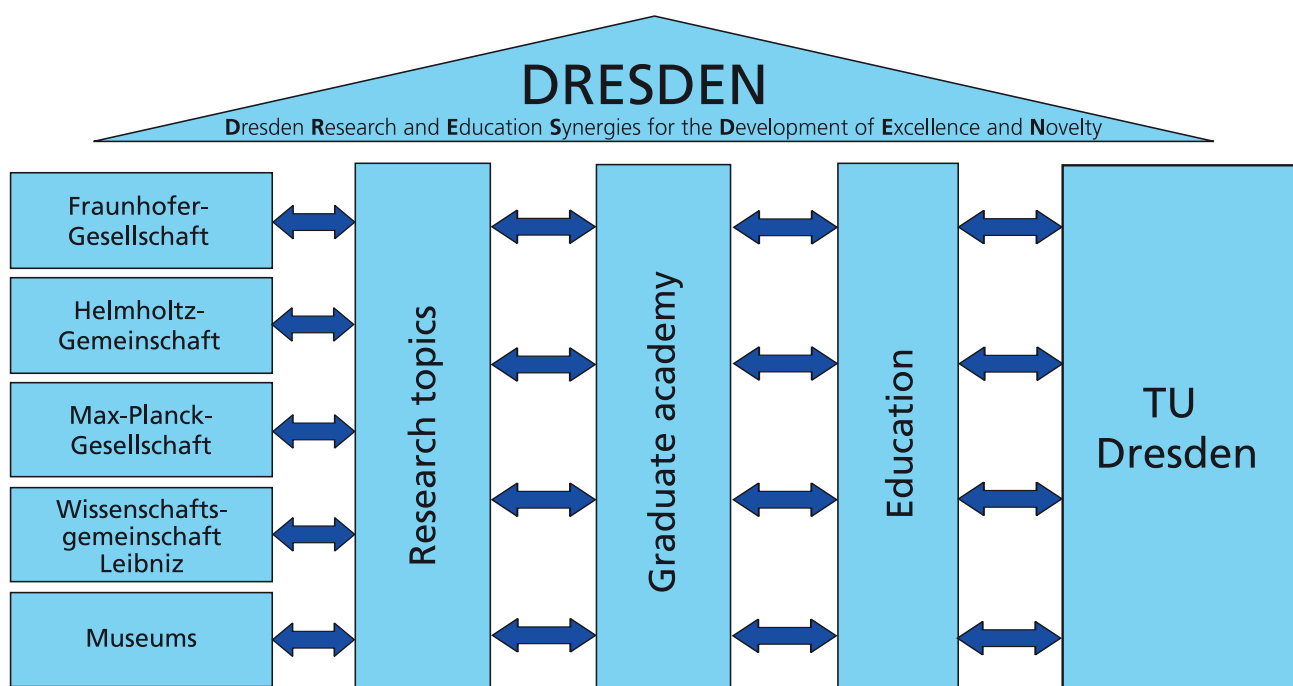 DRESDEN
Dresden Research and Education Synergies for the Development of Excellence and Novelty
Fraunhofer-
Gesellschaft
Helmholtz-
Gemeinschaft
Max-Planck-
Gesellschaft
Wissenschafts-
gemeinschaft
Leibniz
Museums
Research topics
Graduate academy
Education
TU
Dresden